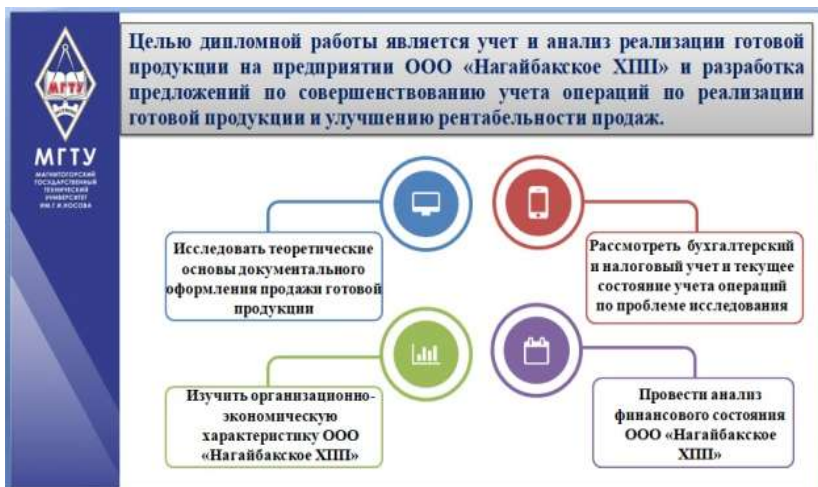 Целью дипломной работы является учет и анализ реализации готовой
продукции на предприятии ООО «Нагайбакское ХПП» и разработка
предложений по совершенствованию учета операций по реализации
готовой продукции и улучшению рентабельности продаж.
МГТУ
МГТУ
МАГНИТОГОРСКИЙ
ГОСУДАРСТВЕННЫЙ
ТЕХНИЧЕСКИЙ
УНИВЕРСИТЕТ
ИМ.Г.И.НОСОВА
Исследовать теоретические
основы документального
оформления продажи готовой
продукции
Рассмотреть бухгалтерский
и налоговый учет и текущее
состояние учета операций
по проблеме исследования
Изучить организационно-
экономическую
характеристику ООО
«Нагайбакское ХПП»
Провести анализ
финансового состояния
ООО «Нагайбакское
ХПП»